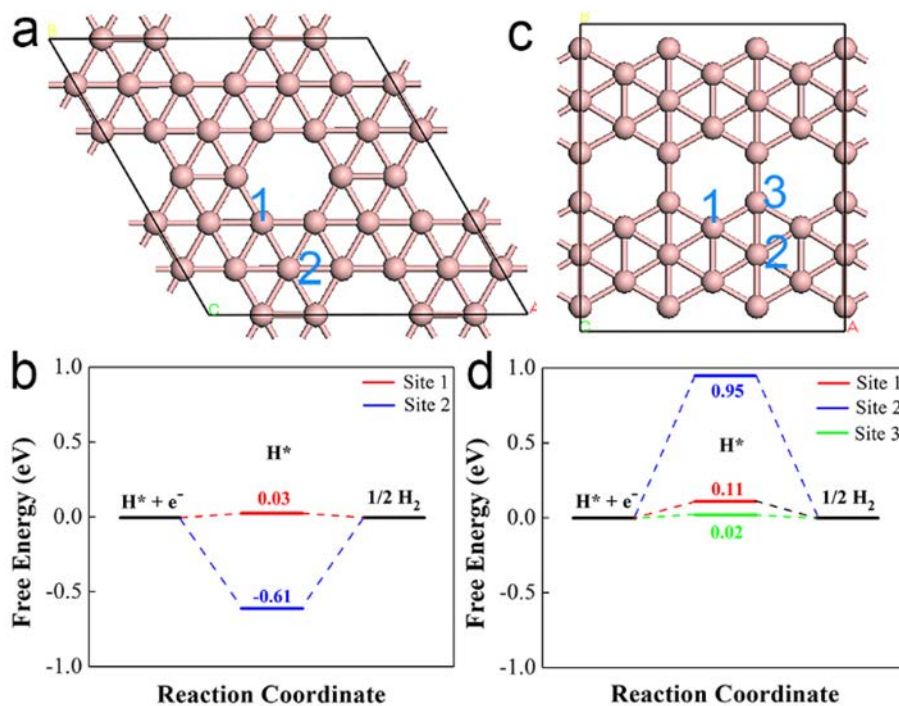 a
B
1
2
C
A
c
B
1
3
2
C
A
b
1.0
0.5
0.0
-0.5
-1.0
Free Energy (eV)
Site 1
Site 2
H*
H* + e-
0.03
1/2 H2
-0.61
Reaction Coordinate
d
1.0
0.5
0.0
-0.5
-1.0
Free Energy (eV)
Site 1
Site 2
Site 3
0.95
H*
H* + e-
0.11
1/2 H2
0.02
Reaction Coordinate